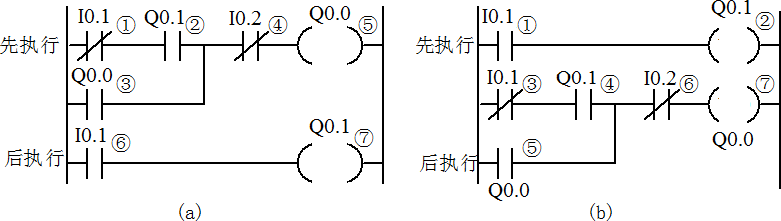 I0.1 ① Q0.1 ② I0.2 ④ Q0.0 ⑤
先执行
Q0.0 ③
I0.1 ⑥ Q0.1 ⑦
后执行
(a)
I0.1 ① Q0.1 ②
先执行
I0.1 ③ Q0.1 ④ I0.2 ⑥ ⑦
Q0.0
后执行 ⑤
Q0.0
(b)